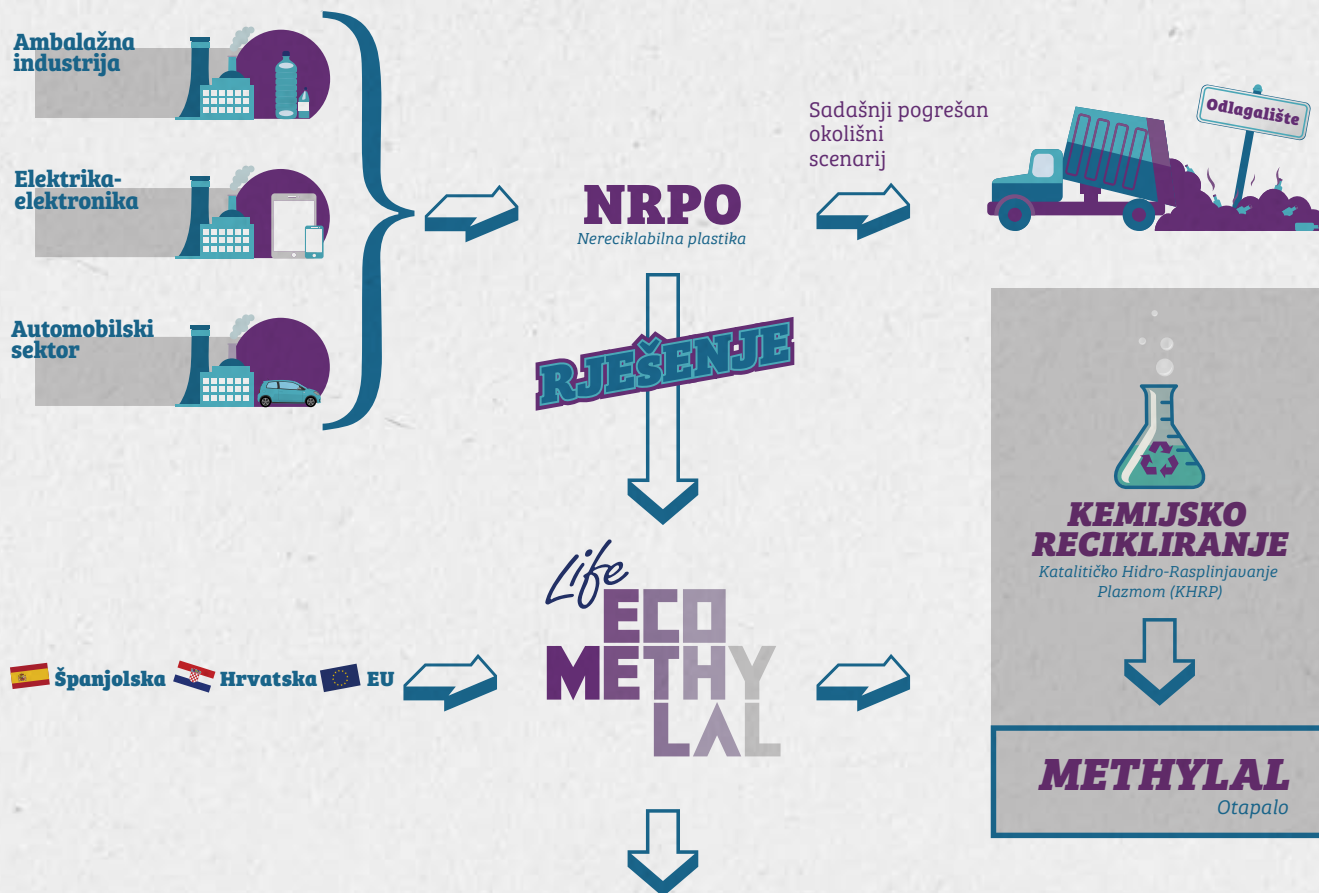 Ambalažna
industrija
Elektrika-
elektronika
Automobilski
sektor
NRPO
Nereciklabilna plastika
Sadašnji pogrešan
okolišni
scenarij
Odlagalište
RJEŠENJE
Life
ECO
METHY
LAL
Španjolska Hrvatska EU
KEMIJSKO
RECIKLIRANJE
Katalitičko Hidro-Rasplinjavanje
Plazmom (KHRP)
METHYLAL
Otapalo